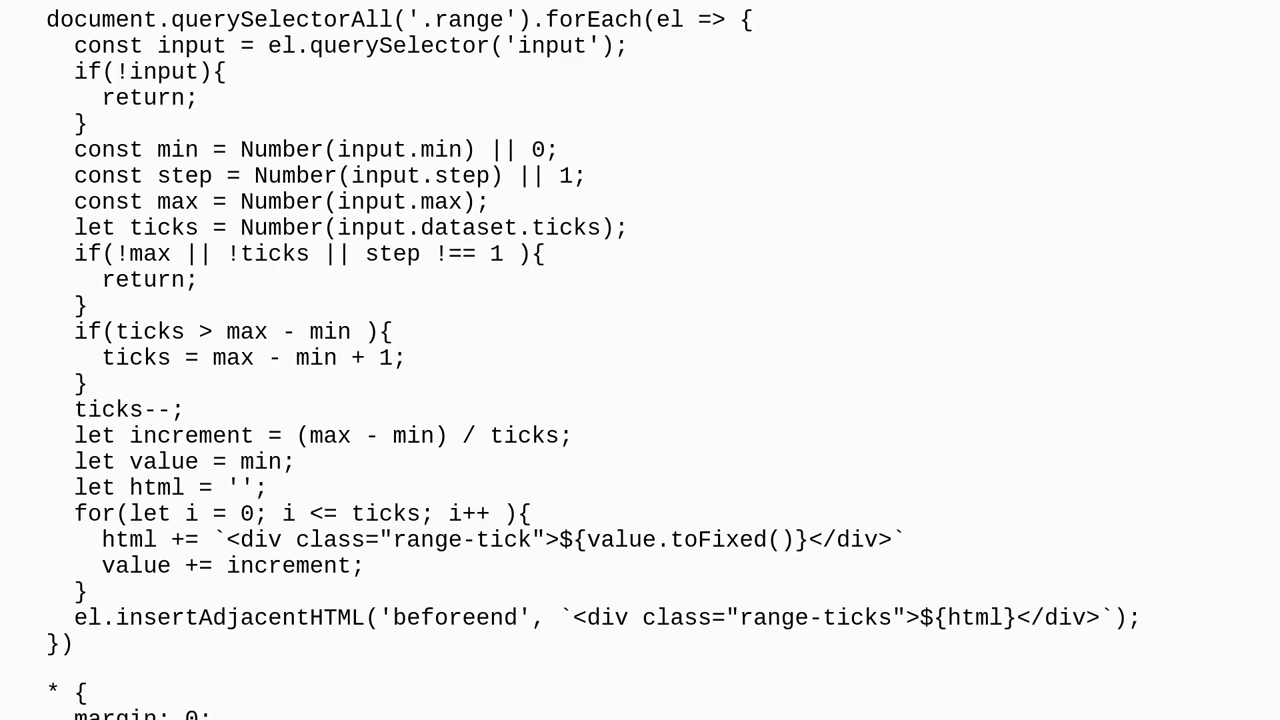 document.querySelectorAll('.range').forEach(el => {
  const input = el.querySelector('input');
  if(!input){
    return;
  }
  const min = Number(input.min) || 0;
  const step = Number(input.step) || 1;
  const max = Number(input.max);
  let ticks = Number(input.dataset.ticks);
  if(!max || !ticks || step !== 1 ){
    return;
  }
  if(ticks > max - min ){
    ticks = max - min + 1;
  }
  ticks--;
  let increment = (max - min) / ticks;
  let value = min;
  let html = '';
  for(let i = 0; i <= ticks; i++ ){
    html += `<div class="range-tick">${value.toFixed()}</div>`
    value += increment;
  }
  el.insertAdjacentHTML('beforeend', `<div class="range-ticks">${html}</div>`);
})

* {
  margin: 0;